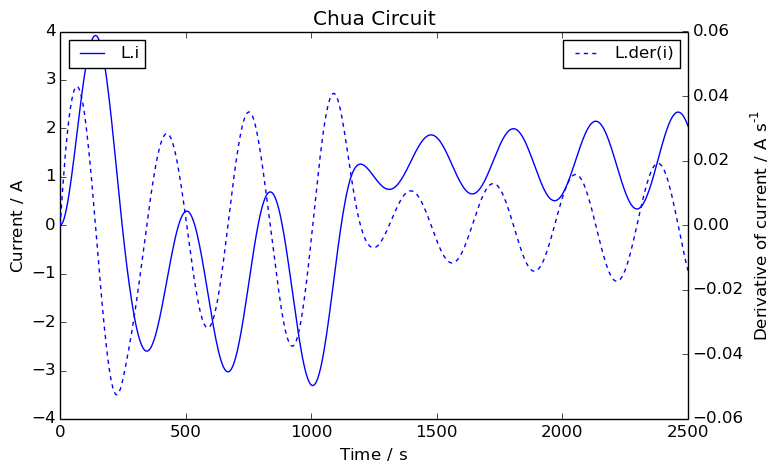 Chua Circuit
L.i
L.der(i)
4
3
2
1
0
−1
−2
−3
−4
Current / A
0.06
0.04
0.02
0.00
−0.02
−0.04
−0.06
Derivative of current / A s⁻¹
0 500 1000 1500 2000 2500
Time / s